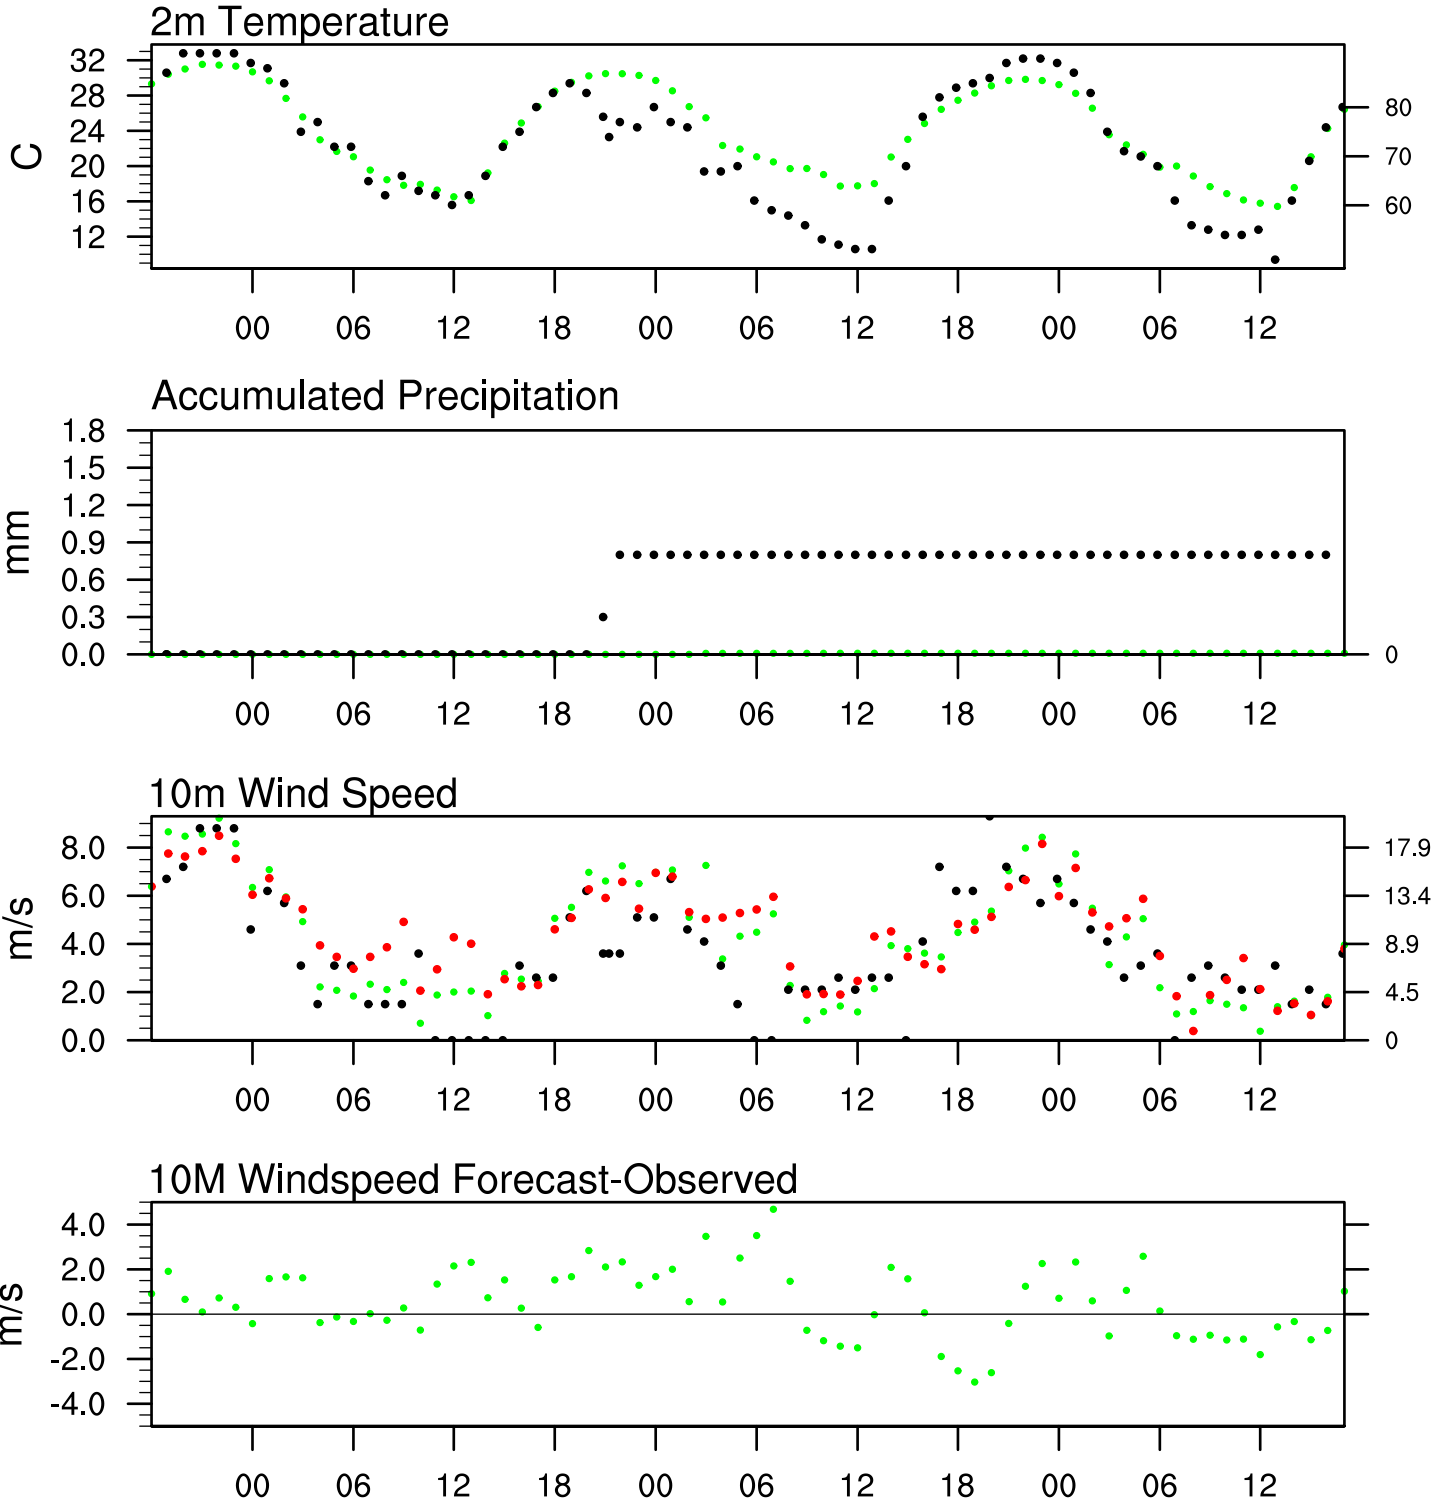 2m Temperature
C
32
28
24
20
16
12
80
70
60
00 06 12 18 00 06 12 18 00 06 12
Accumulated Precipitation
mm
1.8
1.5
1.2
0.9
0.6
0.3
0.0
0
00 06 12 18 00 06 12 18 00 06 12
10m Wind Speed
m/s
8.0
6.0
4.0
2.0
0.0
17.9
13.4
8.9
4.5
0
00 06 12 18 00 06 12 18 00 06 12
10M Windspeed Forecast-Observed
m/s
4.0
2.0
0.0
-2.0
-4.0
00 06 12 18 00 06 12 18 00 06 12